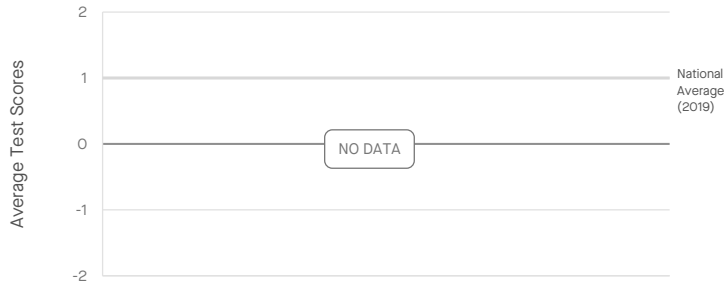 2
1
National
Average
(2019)
Average Test Scores
0
NO DATA
-1
-2